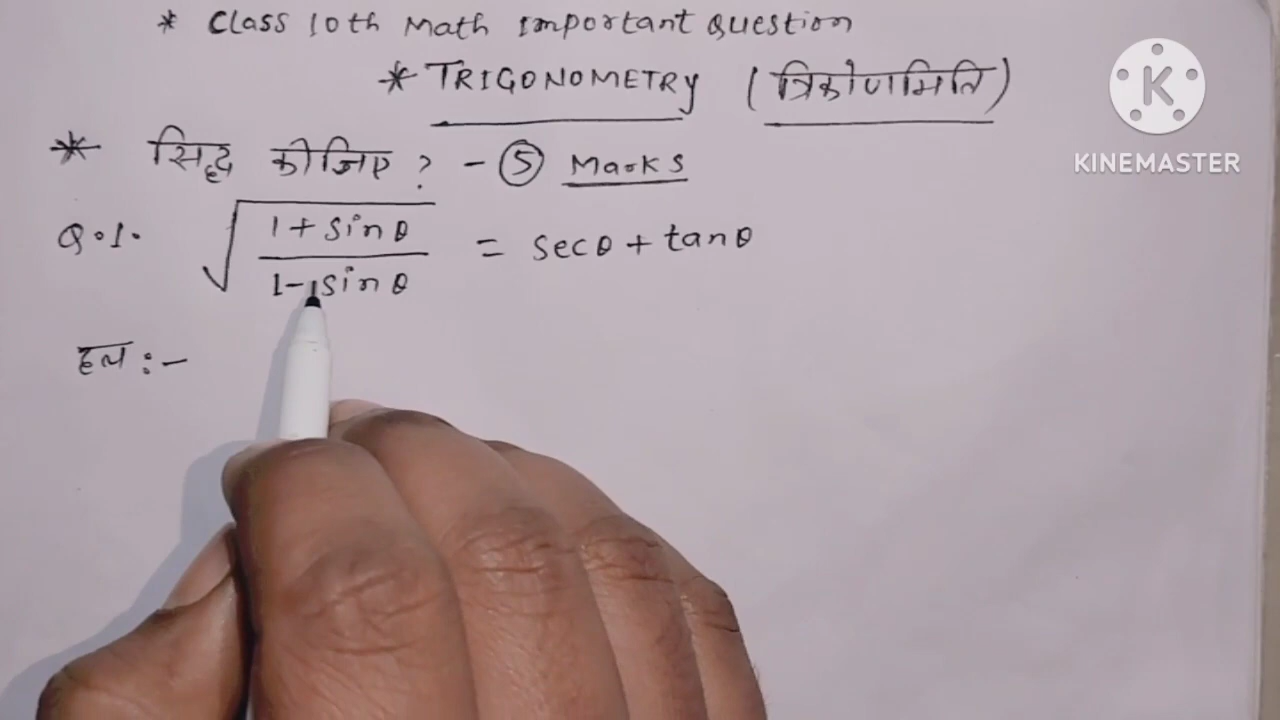 * Class 10th Math Important Question
* TRIGONOMETRY (त्रिकोणमिति)
* सिद्ध कीजिए ? - ⑤ Marks
Q.1. √((1+sinθ)/(1-sinθ)) = secθ + tanθ
हल :-
K
KINEMASTER